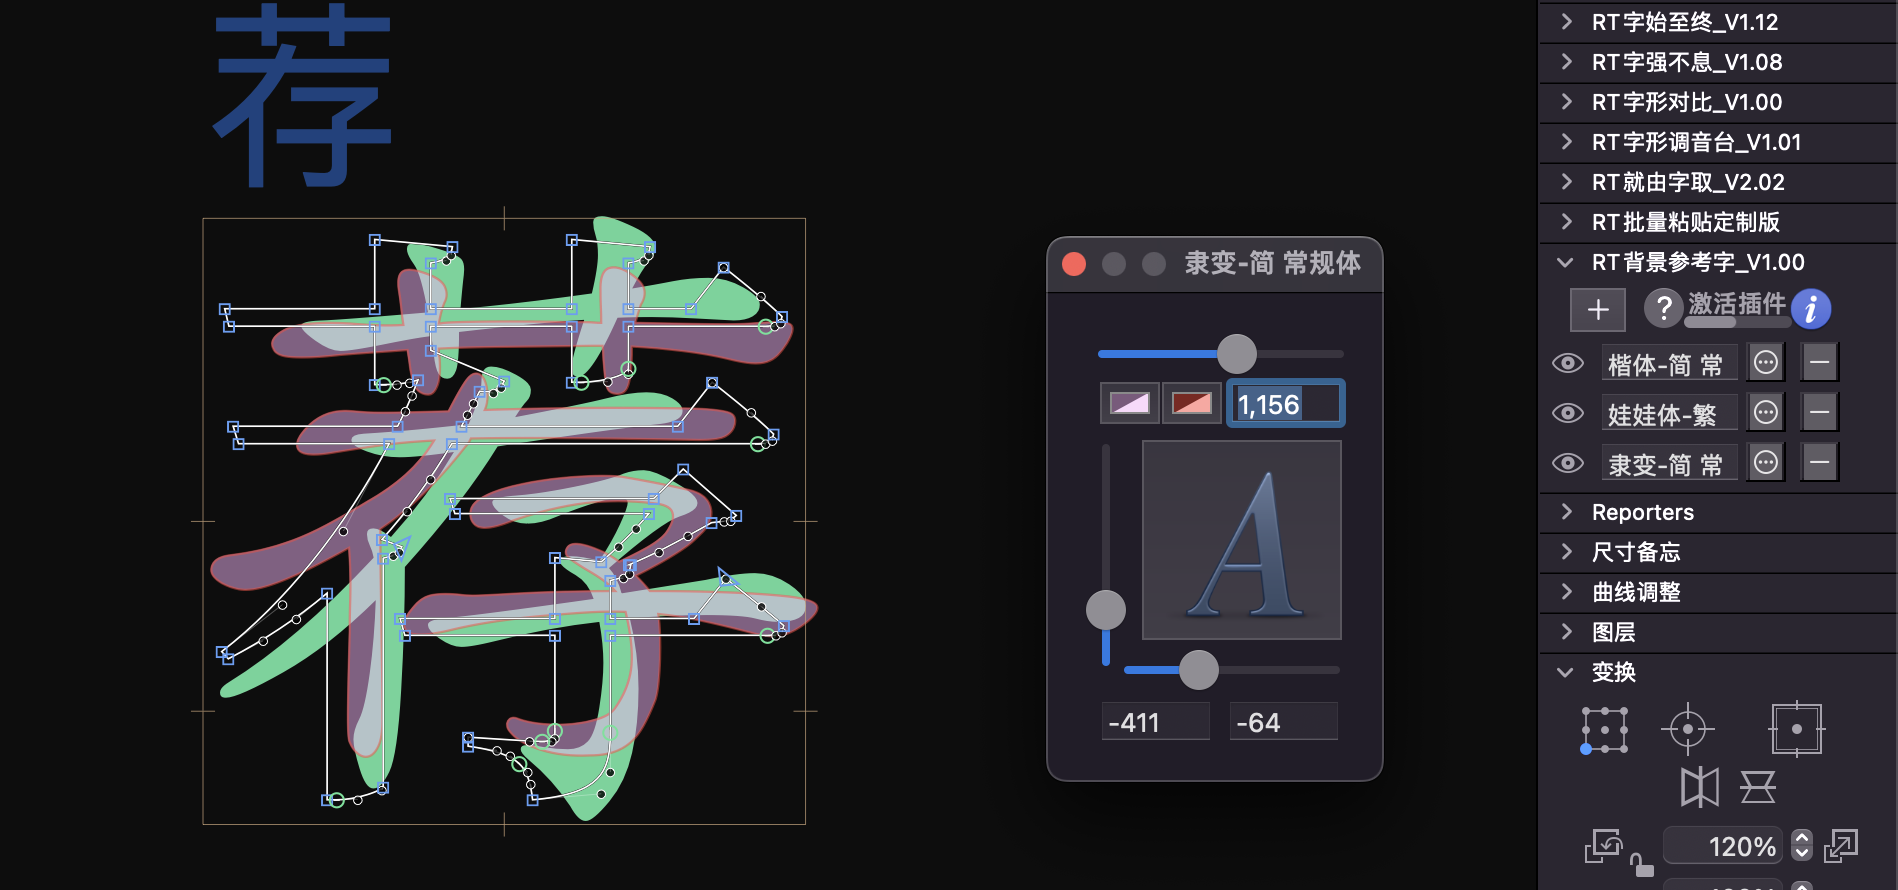 荐
荐
隶变-简 常规体
1,156
A
-411
-64
RT字始至终_V1.12
RT字强不息_V1.08
RT字形对比_V1.00
RT字形调音台_V1.01
RT就由字取_V2.02
RT批量粘贴定制版
RT背景参考字_V1.00
+ ? 激活插件 i
楷体-简 常
娃娃体-繁
隶变-简 常
Reporters
尺寸备忘
曲线调整
图层
变换
120%